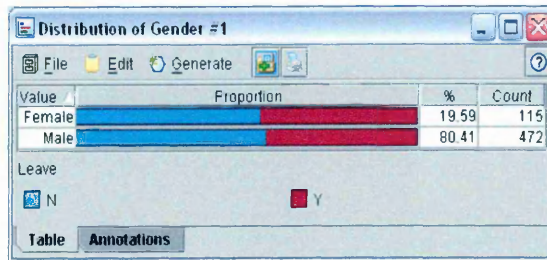 Distribution of Gender #1
File Edit Generate
Value Proportion % Count
Female 19.59 115
Male 80.41 472
Leave
N Y
Table Annotations